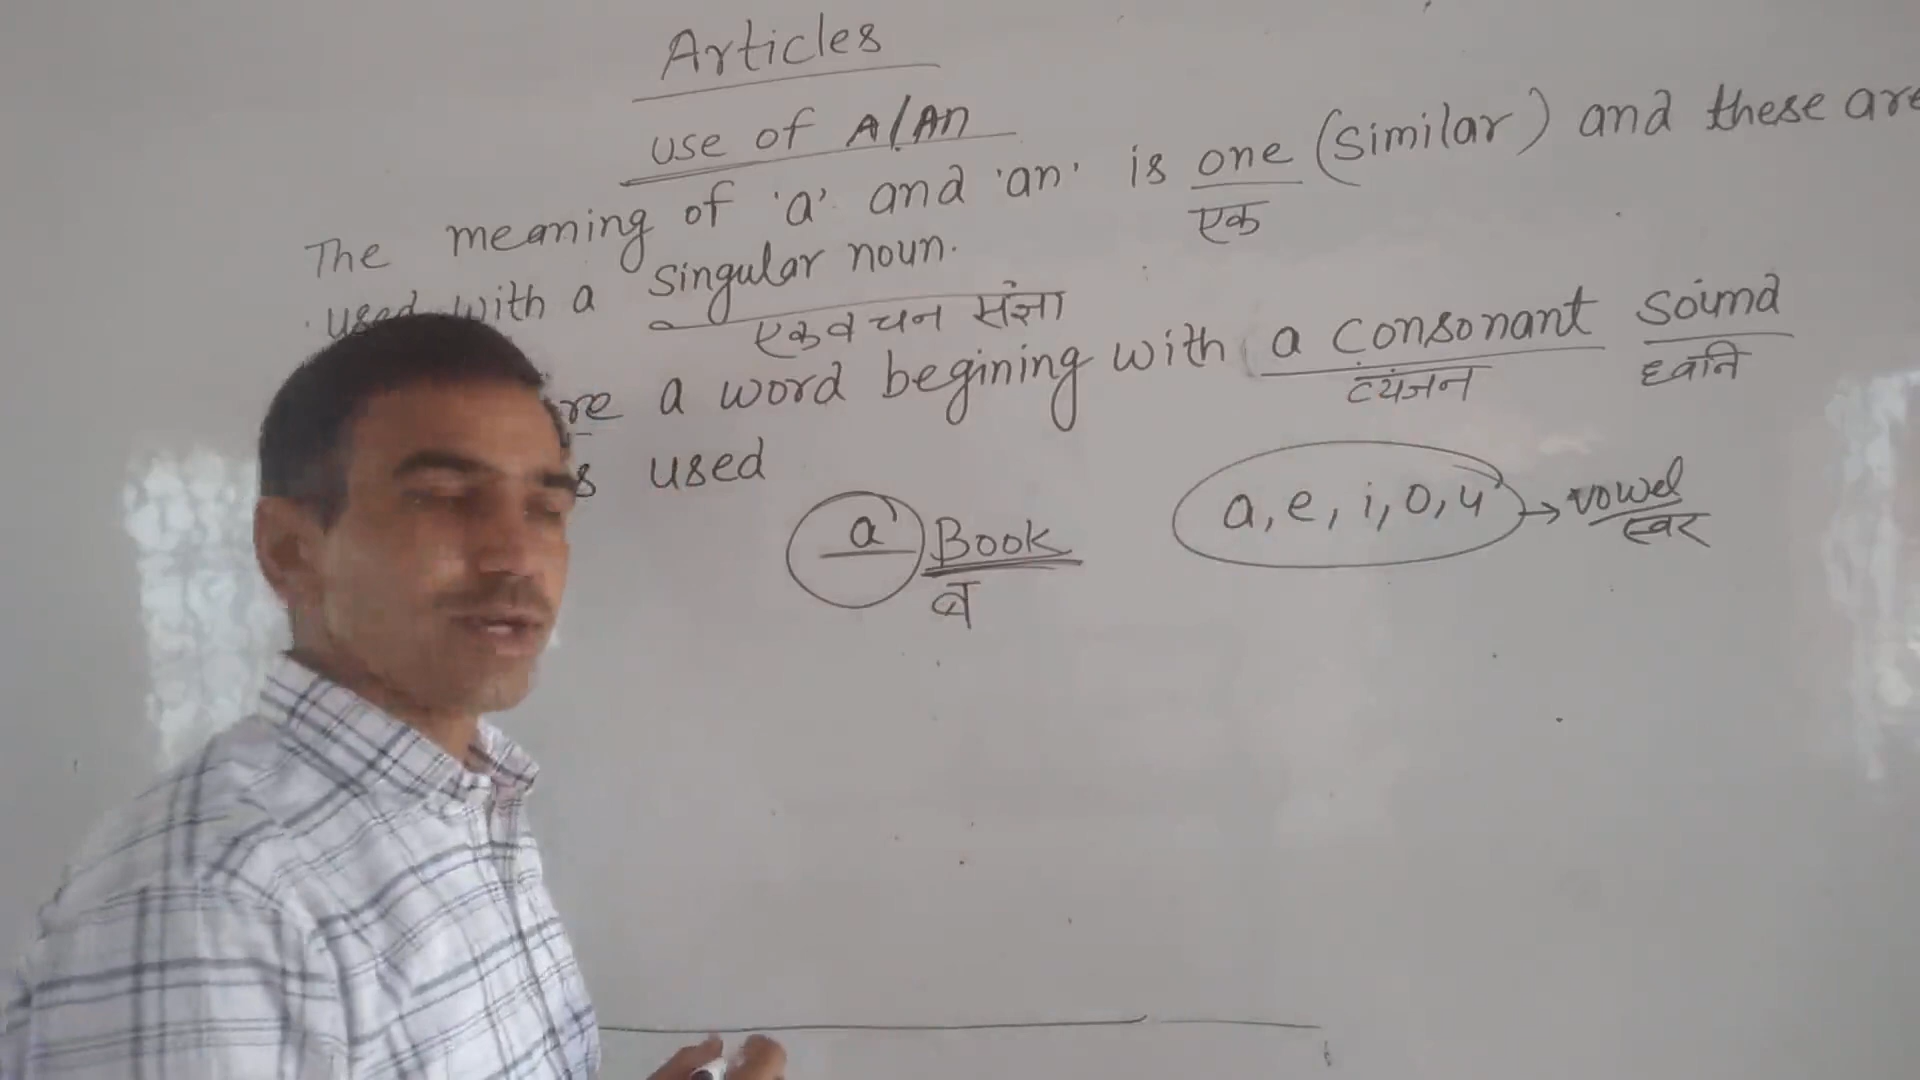 Articles
use of A/An
The meaning of 'a' and 'an' is one (similar) and these are
एक
used with a singular noun.
एकवचन संज्ञा
re a word begining with a consonant sound
व्यंजन ध्वनि
s used
a Book
ब
a, e, i, o, u → vowel
स्वर